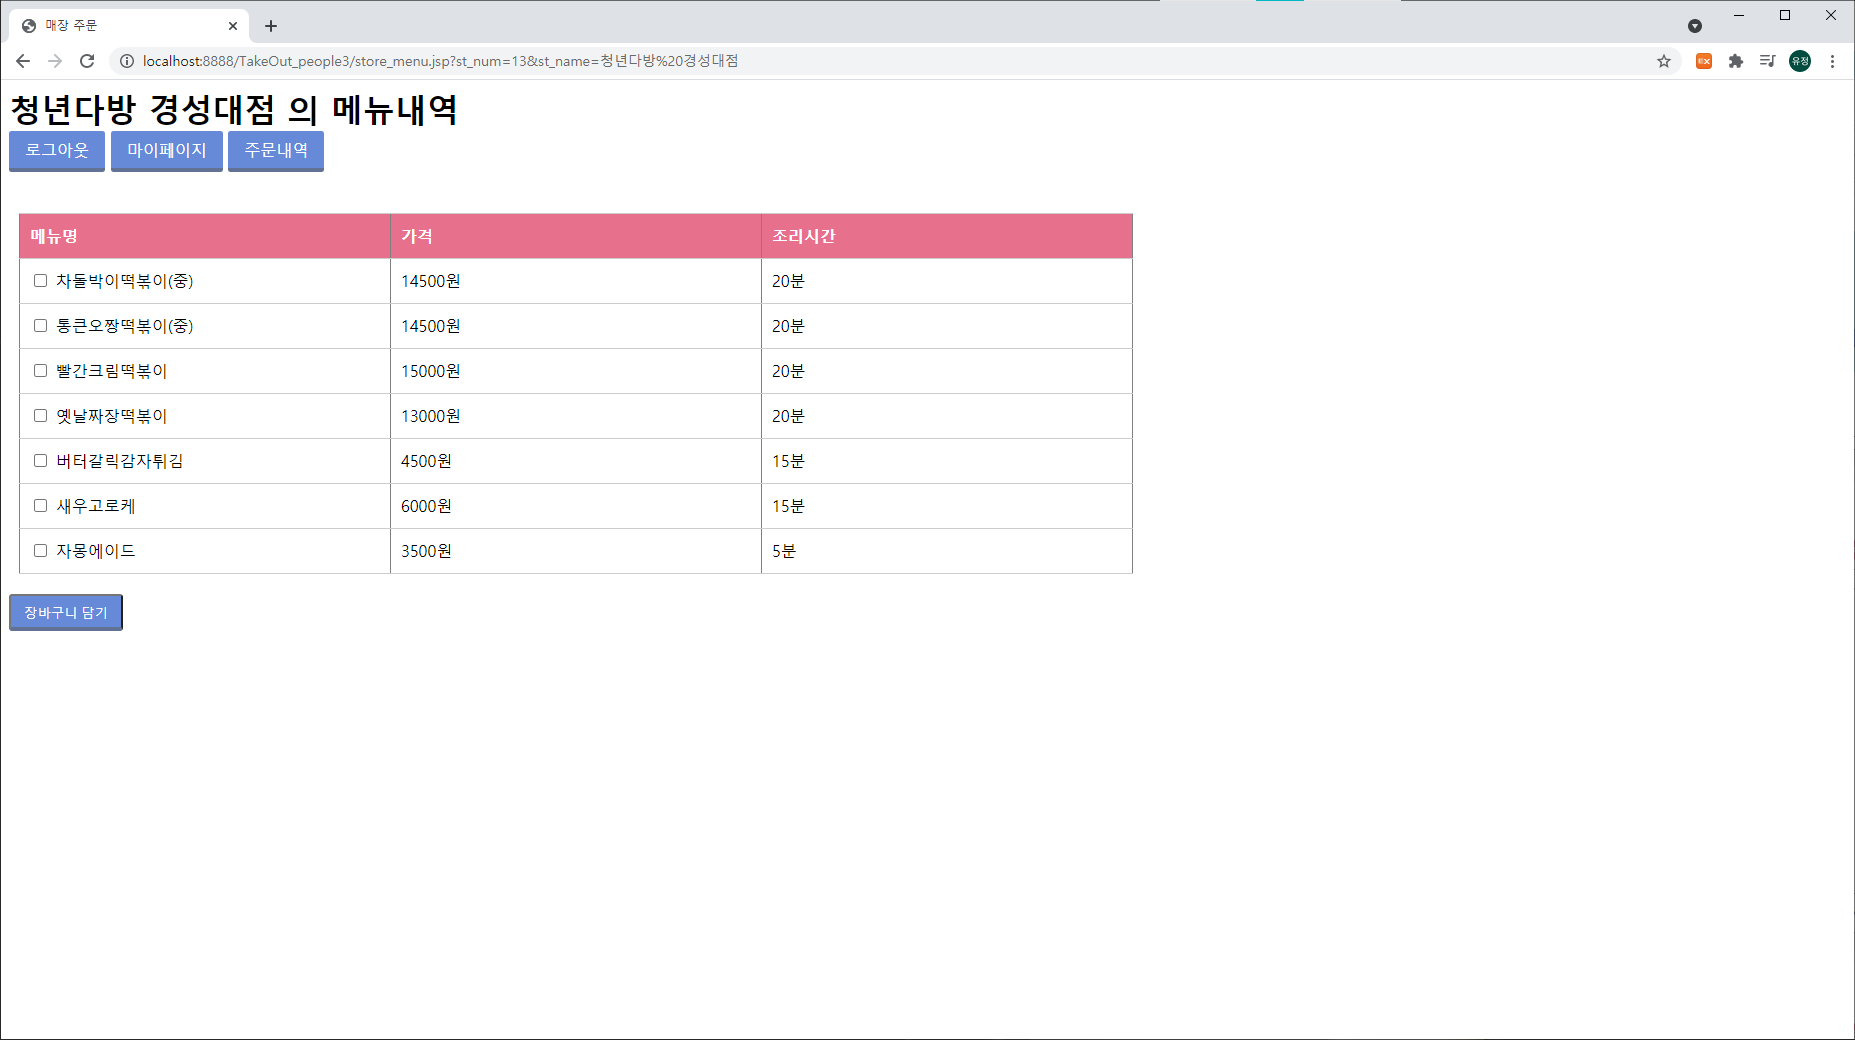 매장 주문
localhost:8888/TakeOut_people3/store_menu.jsp?st_num=13&st_name=청년다방%20경성대점
유정
청년다방 경성대점 의 메뉴내역
로그아웃 마이페이지 주문내역
메뉴명 가격 조리시간
차돌박이떡볶이(중) 14500원 20분
통큰오짱떡볶이(중) 14500원 20분
빨간크림떡볶이 15000원 20분
옛날짜장떡볶이 13000원 20분
버터갈릭감자튀김 4500원 15분
새우고로케 6000원 15분
자몽에이드 3500원 5분
장바구니 담기